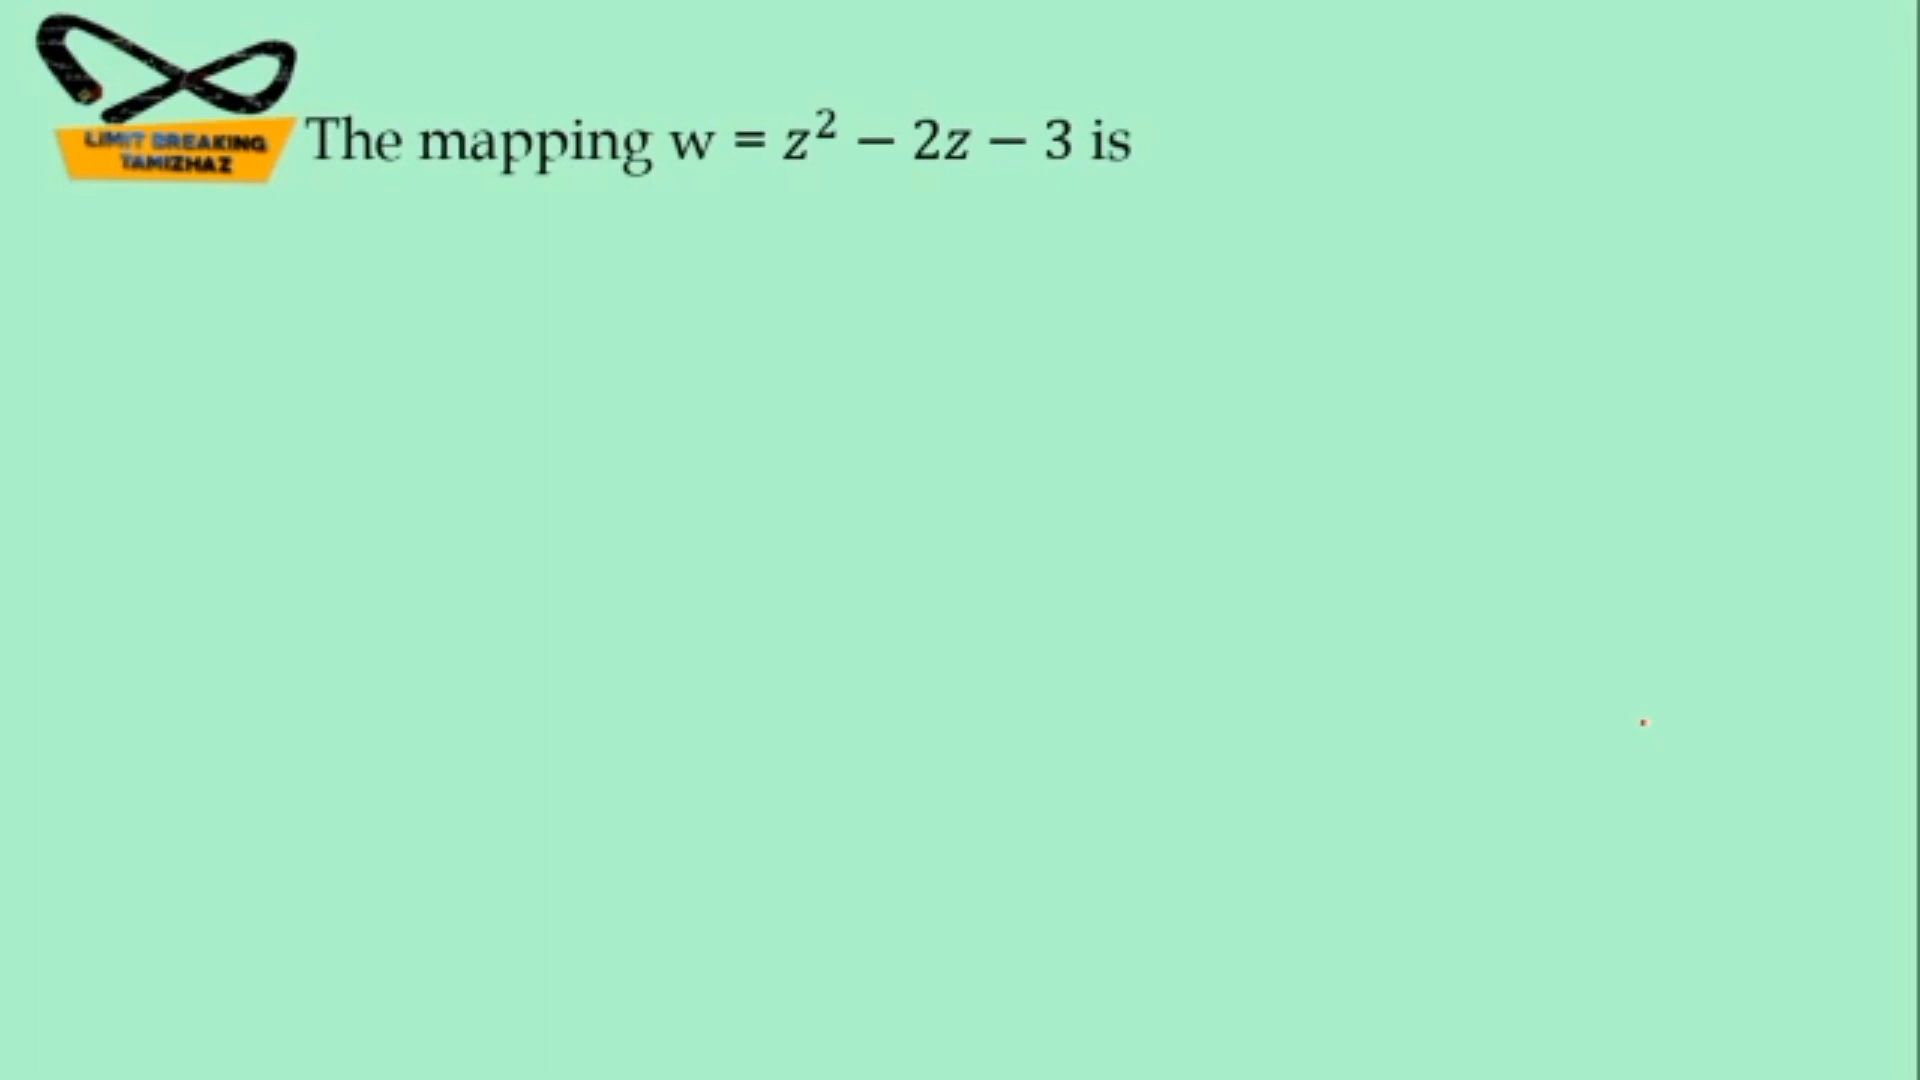 LIMIT BREAKING
TAMIZHAZ
The mapping w = z² − 2z − 3 is